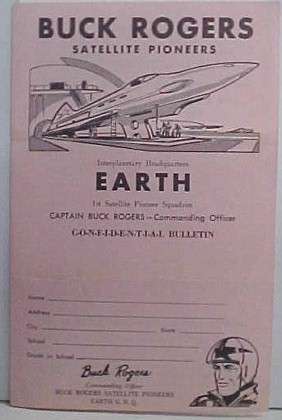 BUCK ROGERS
SATELLITE PIONEERS
Interplanetary Headquarters
EARTH
1st Satellite Pioneer Squadron
CAPTAIN BUCK ROGERS - Commanding Officer
C-O-N-F-I-D-E-N-T-I-A-L BULLETIN
Name
Address
City State
School
Grade in School
Buck Rogers
Commanding Officer
BUCK ROGERS SATELLITE PIONEERS
EARTH G.H.Q.